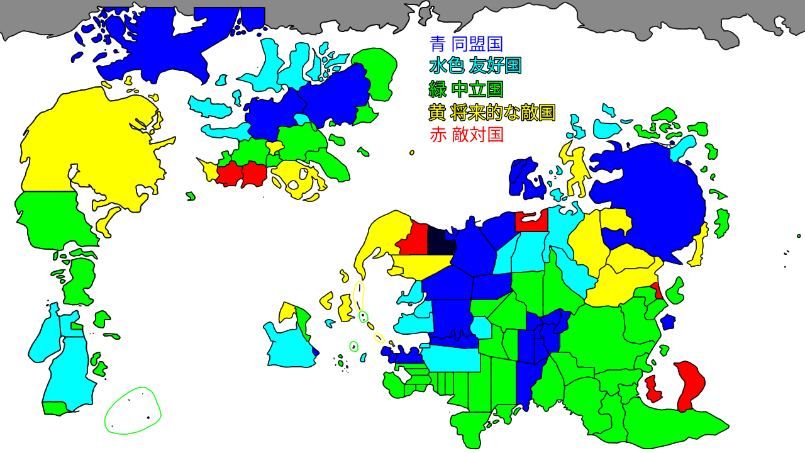 青 同盟国
水色 友好国
緑 中立国
黄 将来的な敵国
赤 敵対国